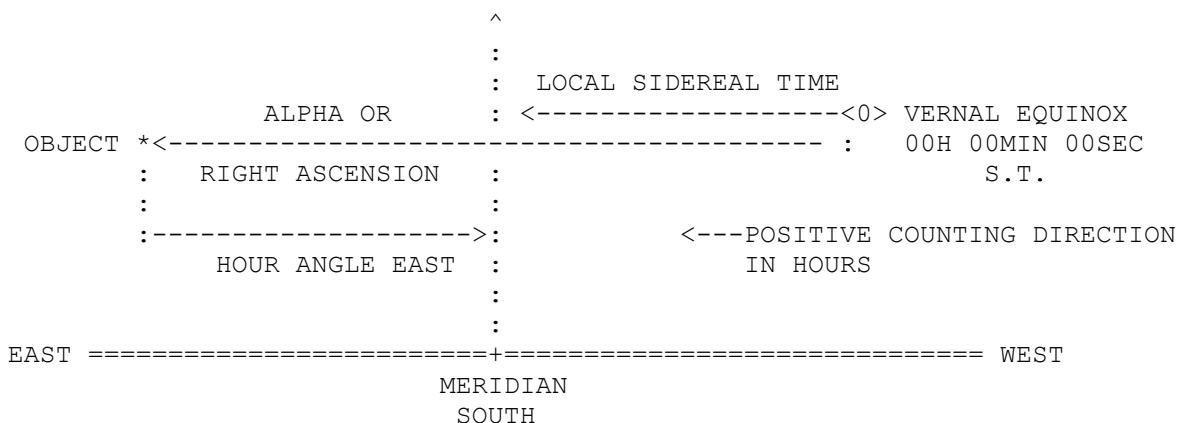 ^
:
: LOCAL SIDEREAL TIME
ALPHA OR : <-------------------<0> VERNAL EQUINOX
OBJECT *<----------------------------------------- : 00H 00MIN 00SEC
: RIGHT ASCENSION : S.T.
: :
:-------------------->: <---POSITIVE COUNTING DIRECTION
HOUR ANGLE EAST : IN HOURS
:
:
EAST =========================+============================== WEST
MERIDIAN
SOUTH